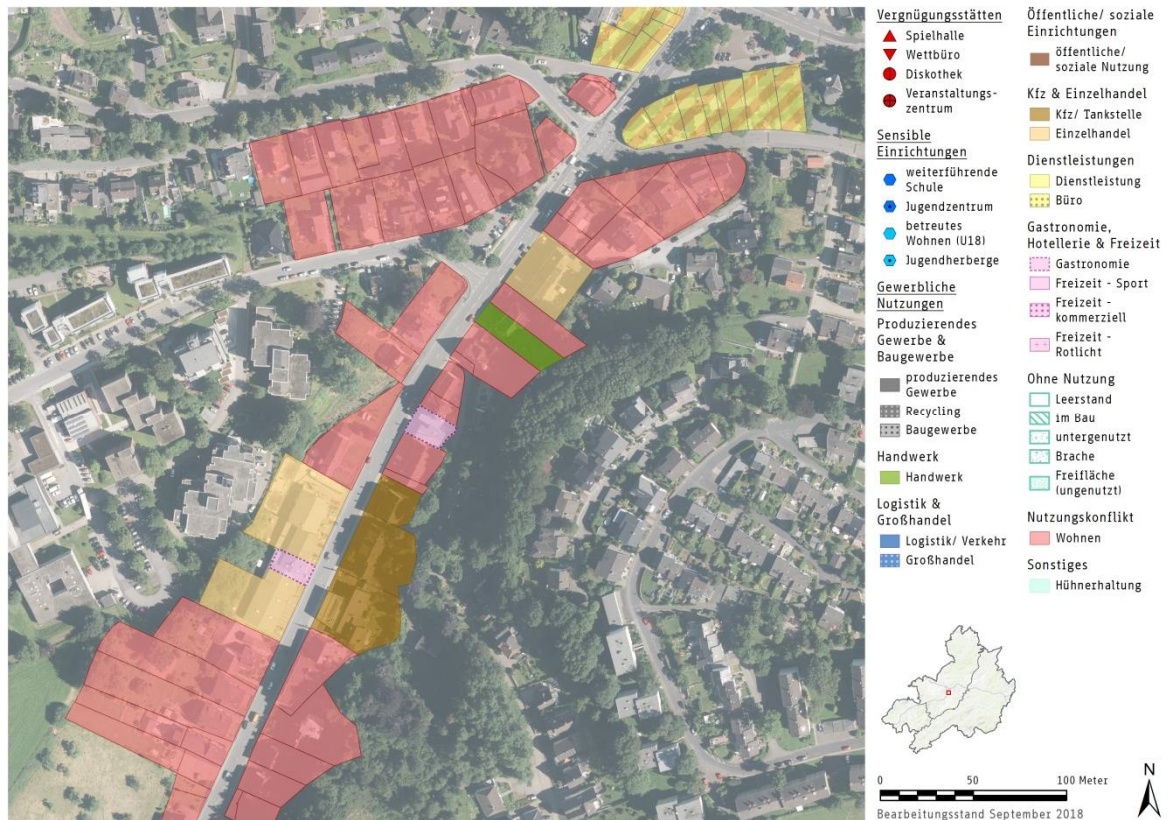 Vergnügungsstätten
Spielhalle
Wettbüro
Diskothek
Veranstaltungs-
zentrum
Sensible
Einrichtungen
weiterführende
Schule
Jugendzentrum
betreutes
Wohnen (U18)
Jugendherberge
Gewerbliche
Nutzungen
Produzierendes
Gewerbe &
Baugewerbe
produzierendes
Gewerbe
Recycling
Baugewerbe
Handwerk
Handwerk
Logistik &
Großhandel
Logistik/ Verkehr
Großhandel
Öffentliche/ soziale
Einrichtungen
öffentliche/
soziale Nutzung
Kfz & Einzelhandel
Kfz/ Tankstelle
Einzelhandel
Dienstleistungen
Dienstleistung
Büro
Gastronomie,
Hotellerie & Freizeit
Gastronomie
Freizeit - Sport
Freizeit -
kommerziell
Freizeit -
Rotlicht
Ohne Nutzung
Leerstand
im Bau
untergenutzt
Brache
Freifläche
(ungenutzt)
Nutzungskonflikt
Wohnen
Sonstiges
Hühnerhaltung
N
0 50 100 Meter
Bearbeitungsstand September 2018